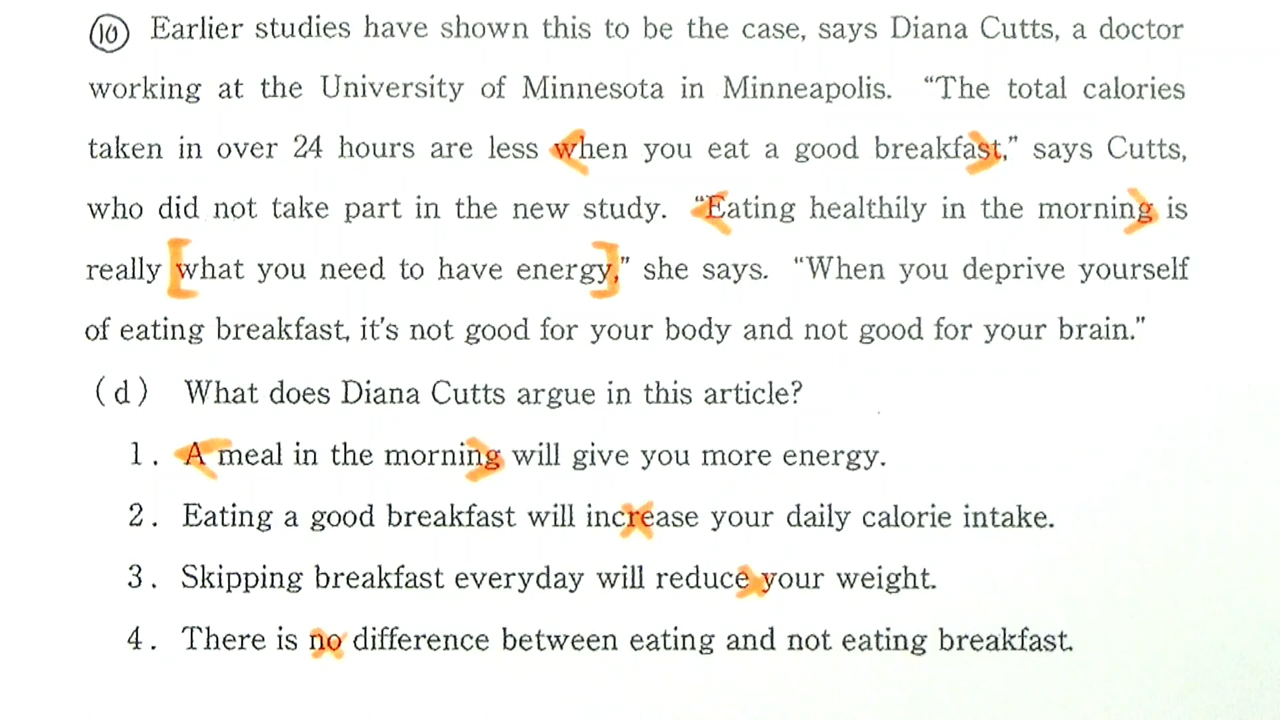 ⑩ Earlier studies have shown this to be the case, says Diana Cutts, a doctor
working at the University of Minnesota in Minneapolis. “The total calories
taken in over 24 hours are less when you eat a good breakfast,” says Cutts,
who did not take part in the new study. “Eating healthily in the morning is
really what you need to have energy,” she says. “When you deprive yourself
of eating breakfast, it's not good for your body and not good for your brain.”
(d) What does Diana Cutts argue in this article?
1. A meal in the morning will give you more energy.
2. Eating a good breakfast will increase your daily calorie intake.
3. Skipping breakfast everyday will reduce your weight.
4. There is no difference between eating and not eating breakfast.